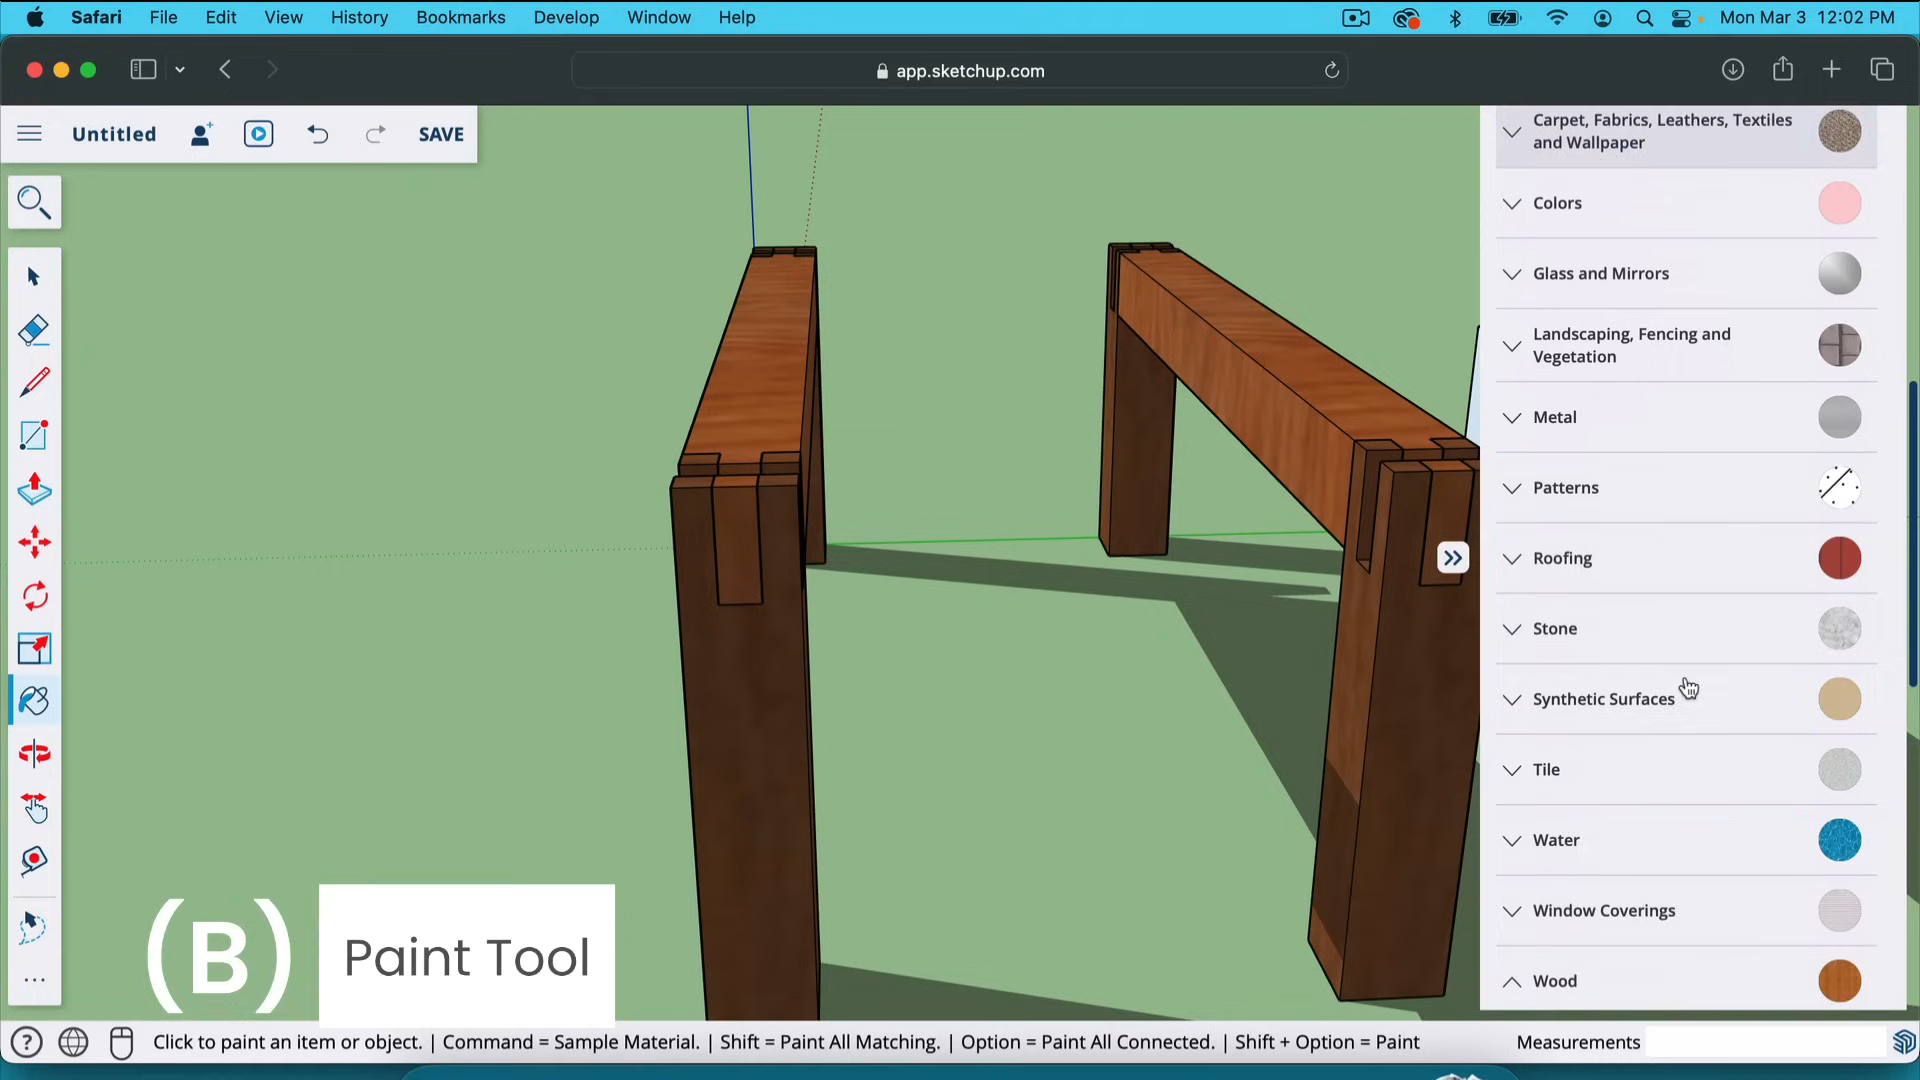 Safari File Edit View History Bookmarks Develop Window Help Mon Mar 3 12:02 PM
app.sketchup.com
Untitled SAVE
Carpet, Fabrics, Leathers, Textiles
and Wallpaper
Colors
Glass and Mirrors
Landscaping, Fencing and
Vegetation
Metal
Patterns
Roofing
Stone
Synthetic Surfaces
Tile
Water
Window Coverings
Wood
(B) Paint Tool
Click to paint an item or object. | Command = Sample Material. | Shift = Paint All Matching. | Option = Paint All Connected. | Shift + Option = Paint
Measurements